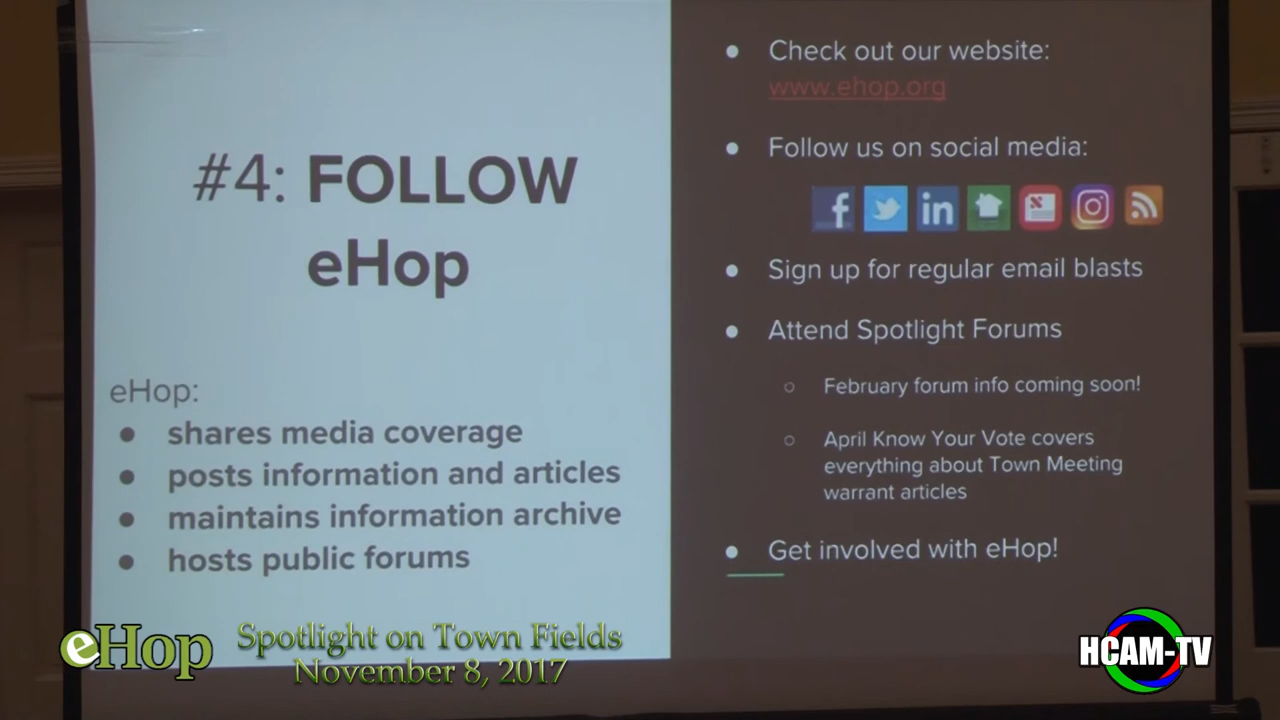 #4: FOLLOW
eHop
eHop:
● shares media coverage
● posts information and articles
● maintains information archive
● hosts public forums
● Check out our website:
www.ehop.org
● Follow us on social media:
f in
● Sign up for regular email blasts
● Attend Spotlight Forums
○ February forum info coming soon!
○ April Know Your Vote covers
everything about Town Meeting
warrant articles
● Get involved with eHop!
eHop
Spotlight on Town Fields
November 8, 2017
HCAM-TV